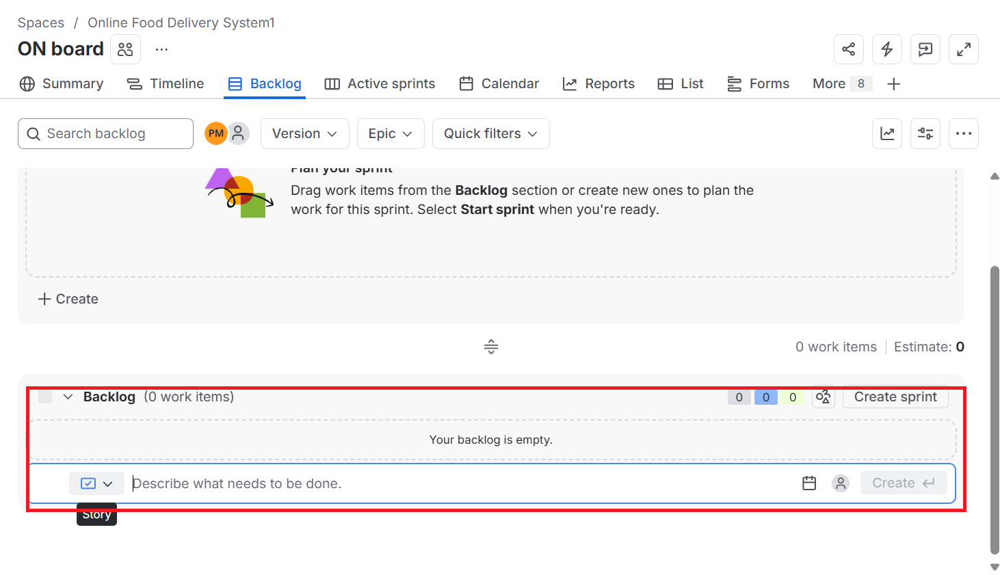 Spaces / Online Food Delivery System1
ON board
Summary Timeline Backlog Active sprints Calendar Reports List Forms More 8
Search backlog PM Version Epic Quick filters
Plan your sprint
Drag work items from the Backlog section or create new ones to plan the
work for this sprint. Select Start sprint when you're ready.
Create
0 work items Estimate: 0
Backlog (0 work items) 0 0 0 Create sprint
Your backlog is empty.
Describe what needs to be done. Create
Story